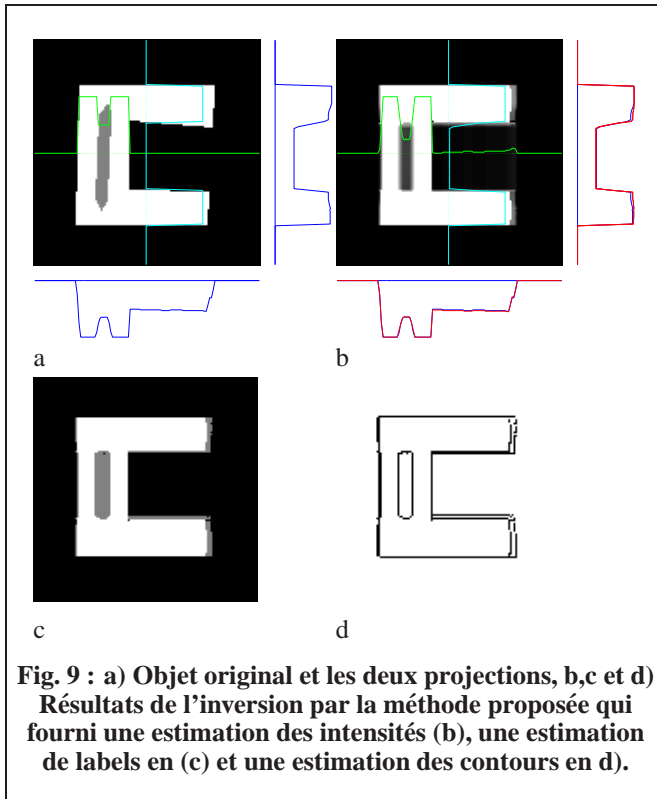 a
b
c
d
Fig. 9 : a) Objet original et les deux projections, b,c et d)
Résultats de l'inversion par la méthode proposée qui
fourni une estimation des intensités (b), une estimation
de labels en (c) et une estimation des contours en d).